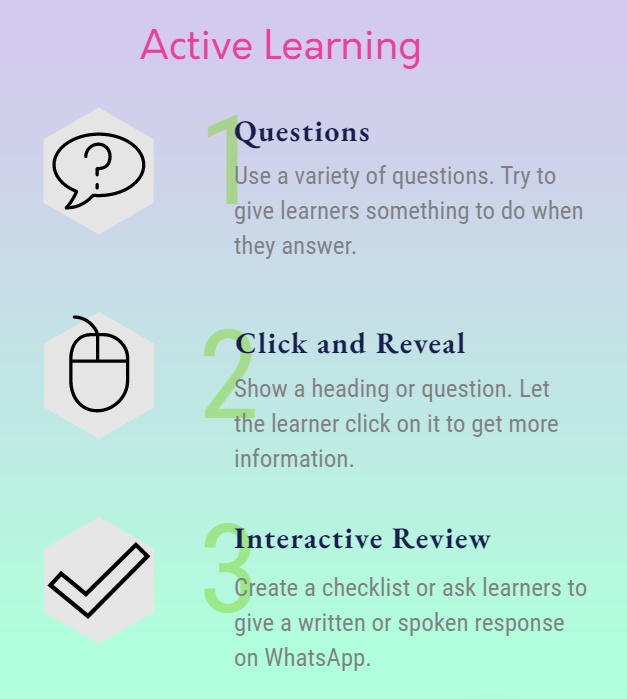 Active Learning
?
1
Questions
Use a variety of questions. Try to
give learners something to do when
they answer.
2
Click and Reveal
Show a heading or question. Let
the learner click on it to get more
information.
3
Interactive Review
Create a checklist or ask learners to
give a written or spoken response
on WhatsApp.